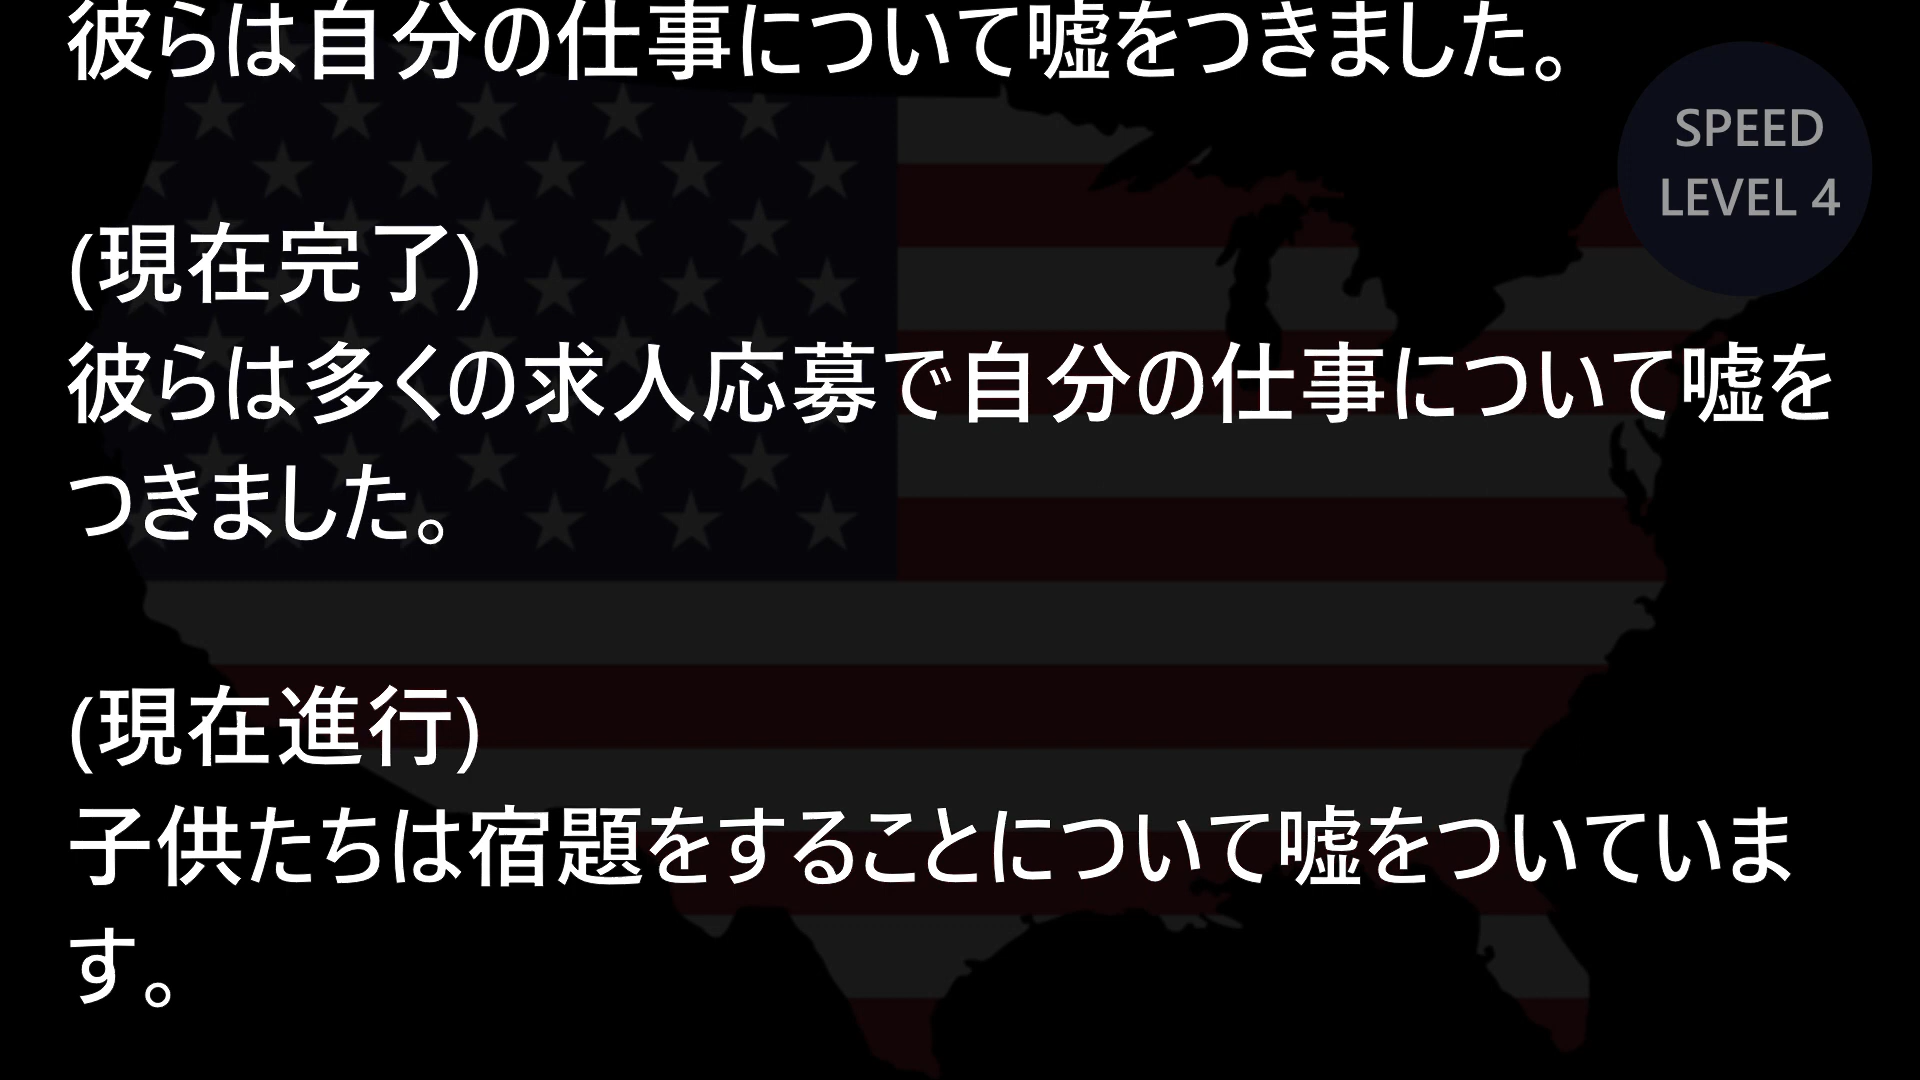 彼らは自分の仕事について嘘をつきました。
SPEED
LEVEL 4
(現在完了)
彼らは多くの求人応募で自分の仕事について嘘を
つきました。
(現在進行)
子供たちは宿題をすることについて嘘をついていま
す。